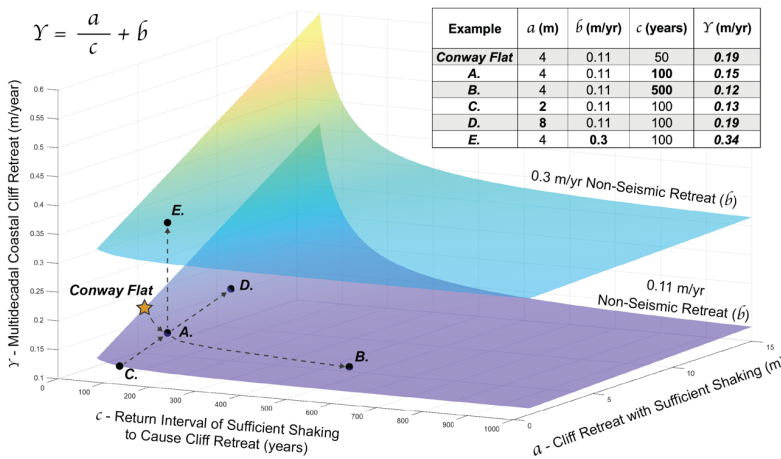 ϒ = a / c + b
Example a (m) b (m/yr) c (years) ϒ (m/yr)
Conway Flat 4 0.11 50 0.19
A. 4 0.11 100 0.15
B. 4 0.11 500 0.12
C. 2 0.11 100 0.13
D. 8 0.11 100 0.19
E. 4 0.3 100 0.34
0.3 m/yr Non-Seismic Retreat (b)
0.11 m/yr
Non-Seismic Retreat (b)
E.
Conway Flat
D.
A.
B.
C.
ϒ - Multidecadal Coastal Cliff Retreat (m/year)
0.6
0.55
0.5
0.45
0.4
0.35
0.3
0.25
0.2
0.15
0.1
0
100
200
300
400
500
600
700
800
900
1000
c - Return Interval of Sufficient Shaking
to Cause Cliff Retreat (years)
0
5
10
15
a - Cliff Retreat with Sufficient Shaking (m)